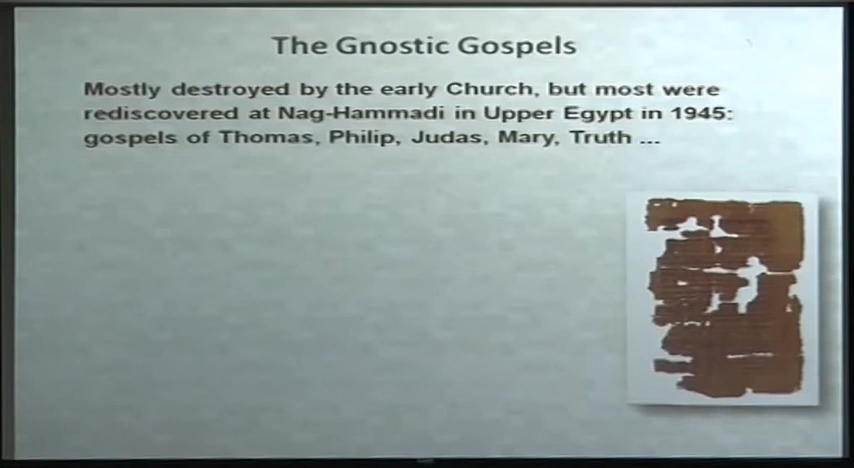 The Gnostic Gospels
Mostly destroyed by the early Church, but most were
rediscovered at Nag-Hammadi in Upper Egypt in 1945:
gospels of Thomas, Philip, Judas, Mary, Truth ...